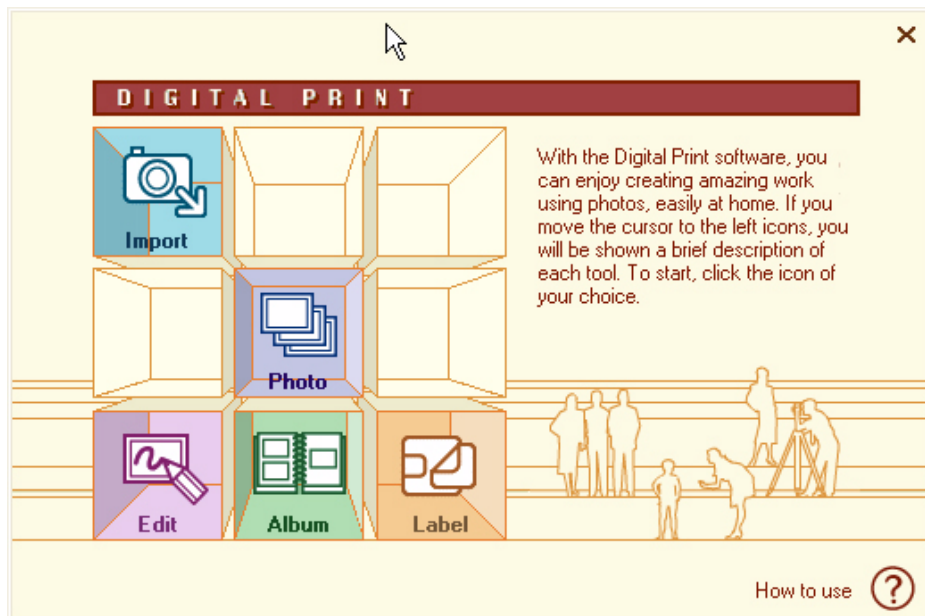 DIGITAL PRINT
Import
With the Digital Print software, you
can enjoy creating amazing work
using photos, easily at home. If you
move the cursor to the left icons, you
will be shown a brief description of
each tool. To start, click the icon of
your choice.
Photo
Edit
Album
Label
How to use ?